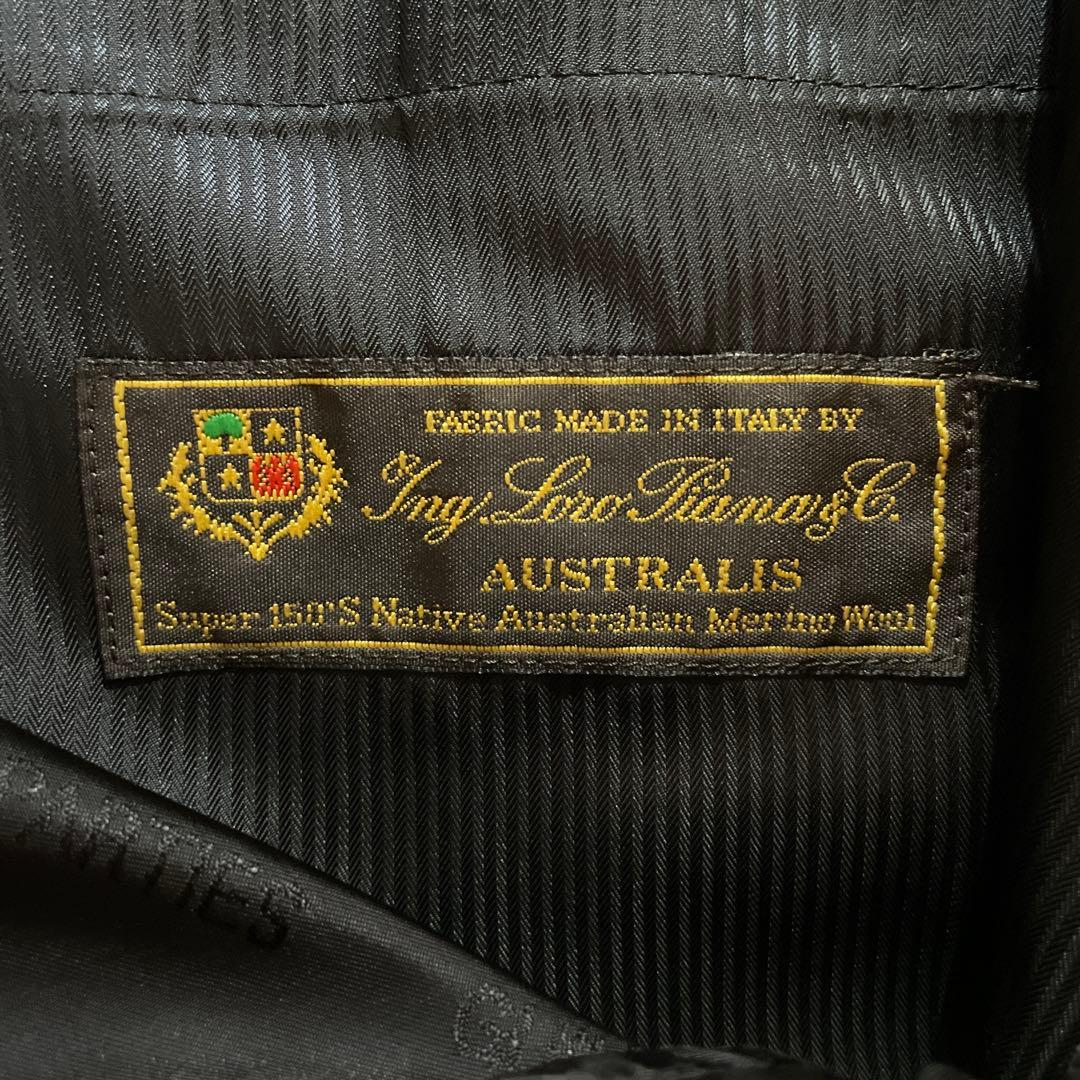 FABRIC MADE IN ITALY BY
Ing. Loro Piana & C.
AUSTRALIS
Super 150'S Native Australian Merino Wool